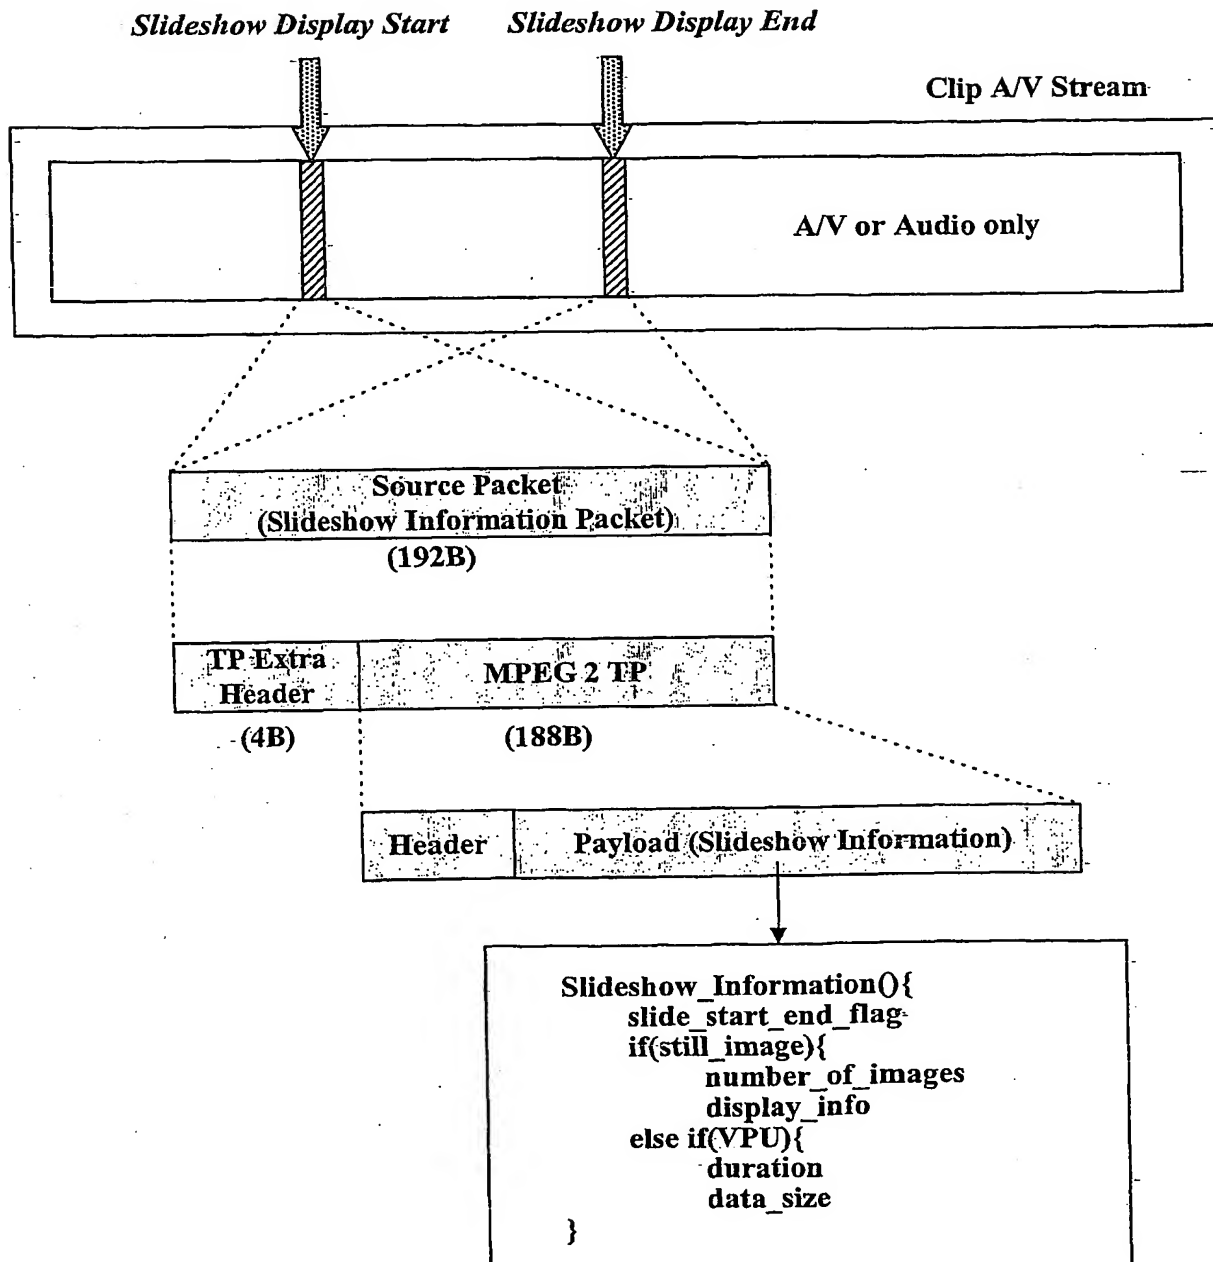 Slideshow Display Start
Slideshow Display End
Clip A/V Stream
A/V or Audio only
Source Packet
(Slideshow Information Packet)
(192B)
TP Extra
Header
MPEG 2 TP
(4B)
(188B)
Header
Payload (Slideshow Information)
Slideshow_Information(){
slide_start_end_flag
if(still_image){
number_of_images
display_info
else if(VPU){
duration
data_size
}